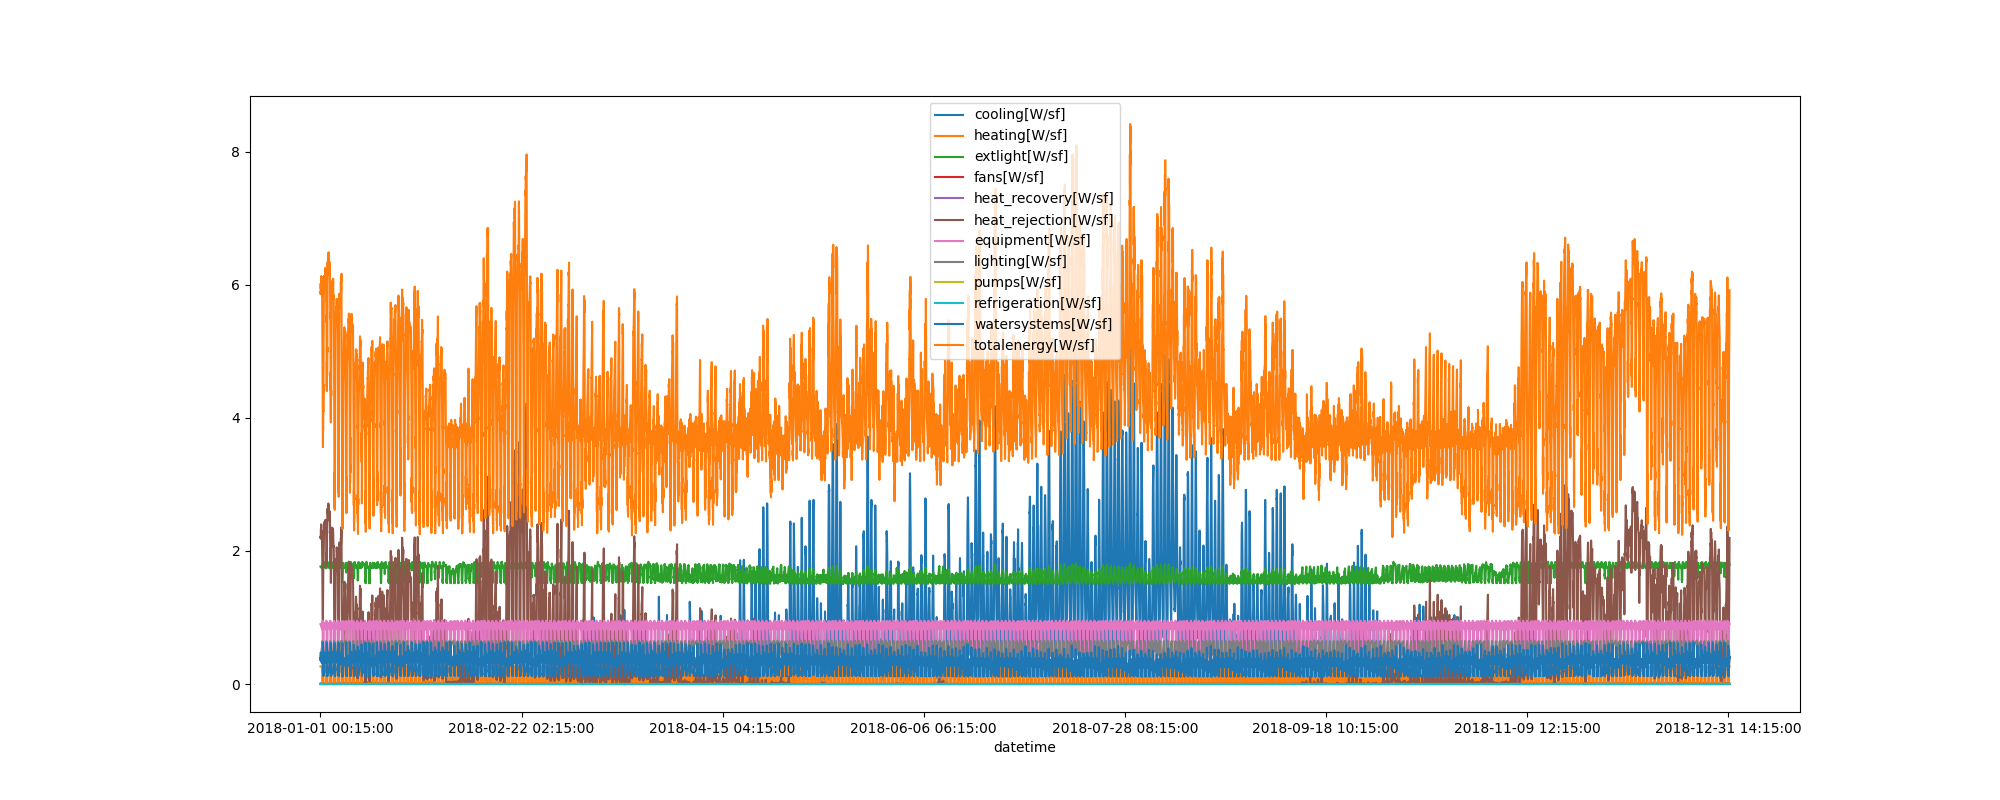 cooling[W/sf]
heating[W/sf]
extlight[W/sf]
fans[W/sf]
heat_recovery[W/sf]
heat_rejection[W/sf]
equipment[W/sf]
lighting[W/sf]
pumps[W/sf]
refrigeration[W/sf]
watersystems[W/sf]
totalenergy[W/sf]
8
6
4
2
0
2018-01-01 00:15:00 2018-02-22 02:15:00 2018-04-15 04:15:00 2018-06-06 06:15:00 2018-07-28 08:15:00 2018-09-18 10:15:00 2018-11-09 12:15:00 2018-12-31 14:15:00
datetime